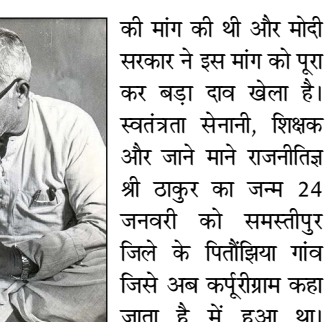 की मांग की थी और मोदी
सरकार ने इस मांग को पूरा
कर बड़ा दाव खेला है।
स्वतंत्रता सेनानी, शिक्षक
और जाने माने राजनीतिज्ञ
श्री ठाकुर का जन्म 24
जनवरी को समस्तीपुर
जिले के पितौंझिया गांव
जिसे अब कर्पूरीग्राम कहा
जाता है में हुआ था।